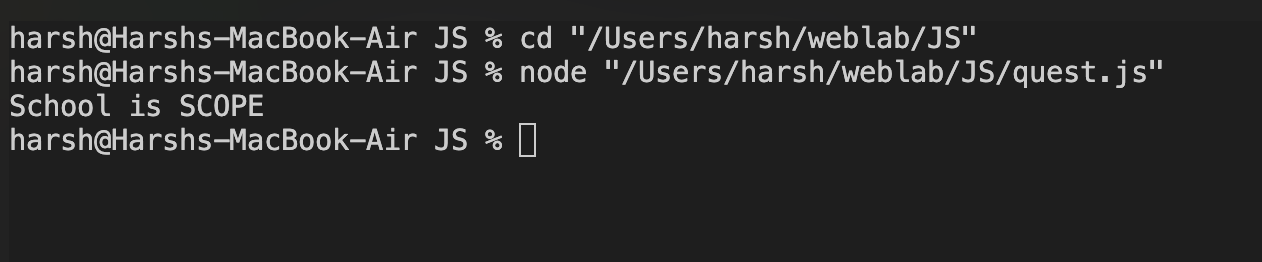 harsh@Harshs-MacBook-Air JS % cd "/Users/harsh/weblab/JS"
harsh@Harshs-MacBook-Air JS % node "/Users/harsh/weblab/JS/quest.js"
School is SCOPE
harsh@Harshs-MacBook-Air JS %